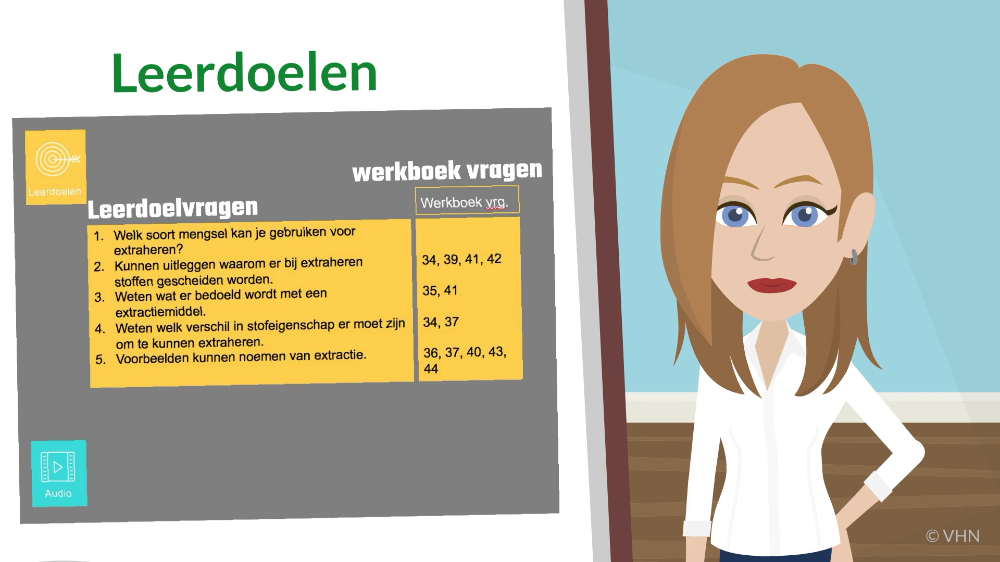 Leerdoelen
Leerdoelen
werkboek vragen
Leerdoelvragen
Werkboek vrg.
1. Welk soort mengsel kan je gebruiken voor
extraheren?
2. Kunnen uitleggen waarom er bij extraheren
stoffen gescheiden worden.
3. Weten wat er bedoeld wordt met een
extractiemiddel.
4. Weten welk verschil in stofeigenschap er moet zijn
om te kunnen extraheren.
5. Voorbeelden kunnen noemen van extractie.
34, 39, 41, 42
35, 41
34, 37
36, 37, 40, 43,
44
Audio
© VHN